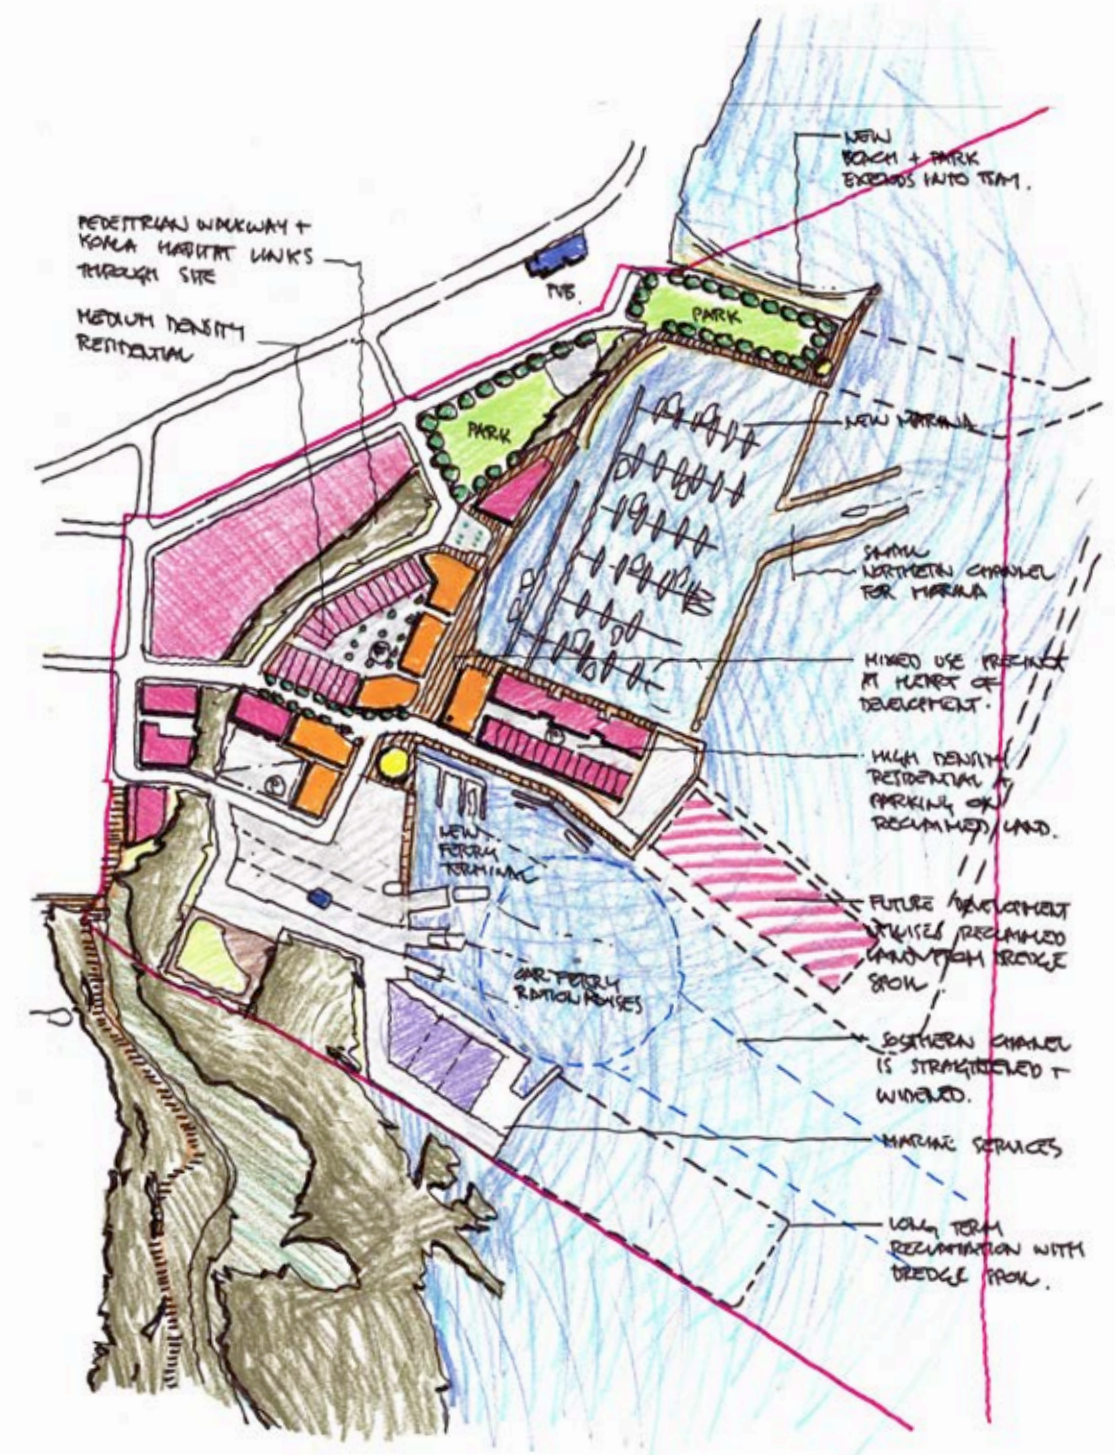 NEW
BEACH + PARK
EXTENDS INTO TSAM.
PEDESTRIAN WALKWAY +
KOALA HABITAT LINKS
THROUGH SITE
MEDIUM DENSITY
RESIDENTIAL
PUB.
PARK
PARK
NEW MARINA
SMALL
NORTHERN CHANNEL
FOR MARINA
MIXED USE PRECINCT
AT HEART OF
DEVELOPMENT.
HIGH DENSITY
RESIDENTIAL +
PARKING ON
RECLAIMED LAND.
NEW
FERRY
TERMINAL
FUTURE DEVELOPMENT
UTILISES RECLAIMED
LAND FROM DREDGE
SPOIL
CAR FERRY
SOUTHERN CHANNEL
IS STRAIGHTENED +
WIDENED.
MARINE SERVICES
LONG TERM
RECLAMATION WITH
DREDGE SPOIL.